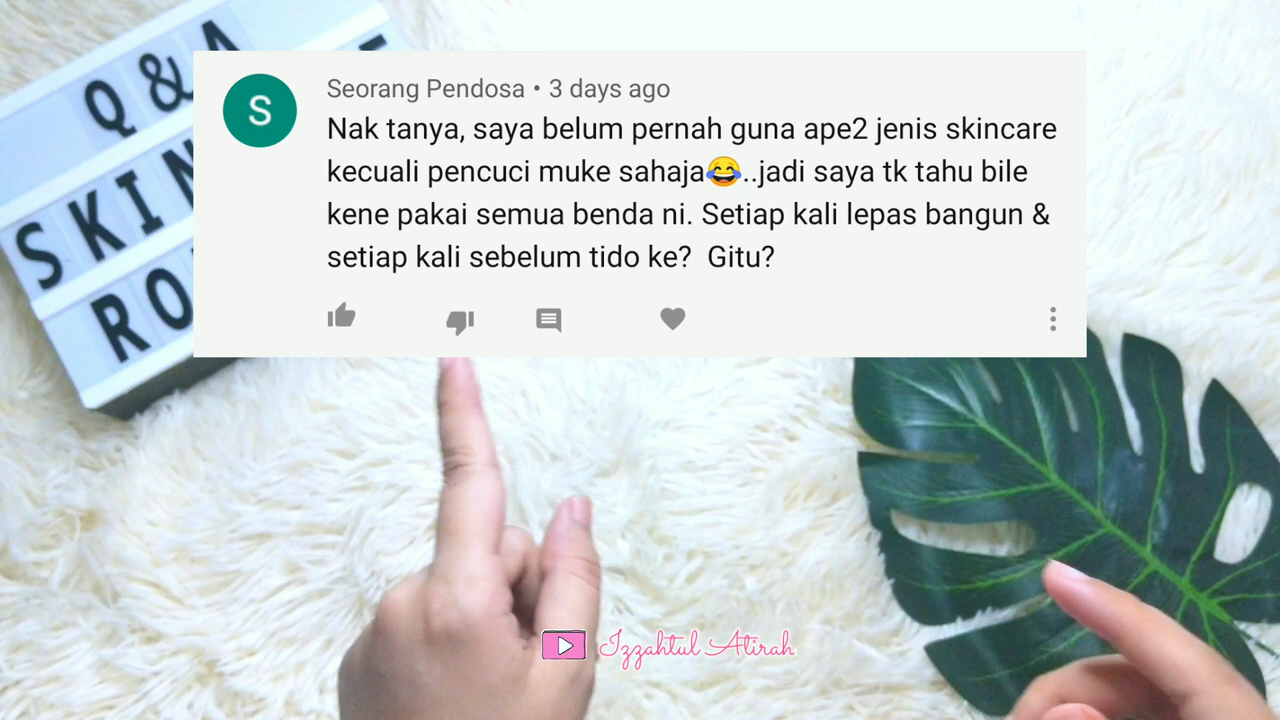 Q&A
SKIN
RO
S
Seorang Pendosa • 3 days ago
Nak tanya, saya belum pernah guna ape2 jenis skincare
kecuali pencuci muke sahaja😂..jadi saya tk tahu bile
kene pakai semua benda ni. Setiap kali lepas bangun &
setiap kali sebelum tido ke?  Gitu?
Izzahtul Atirah